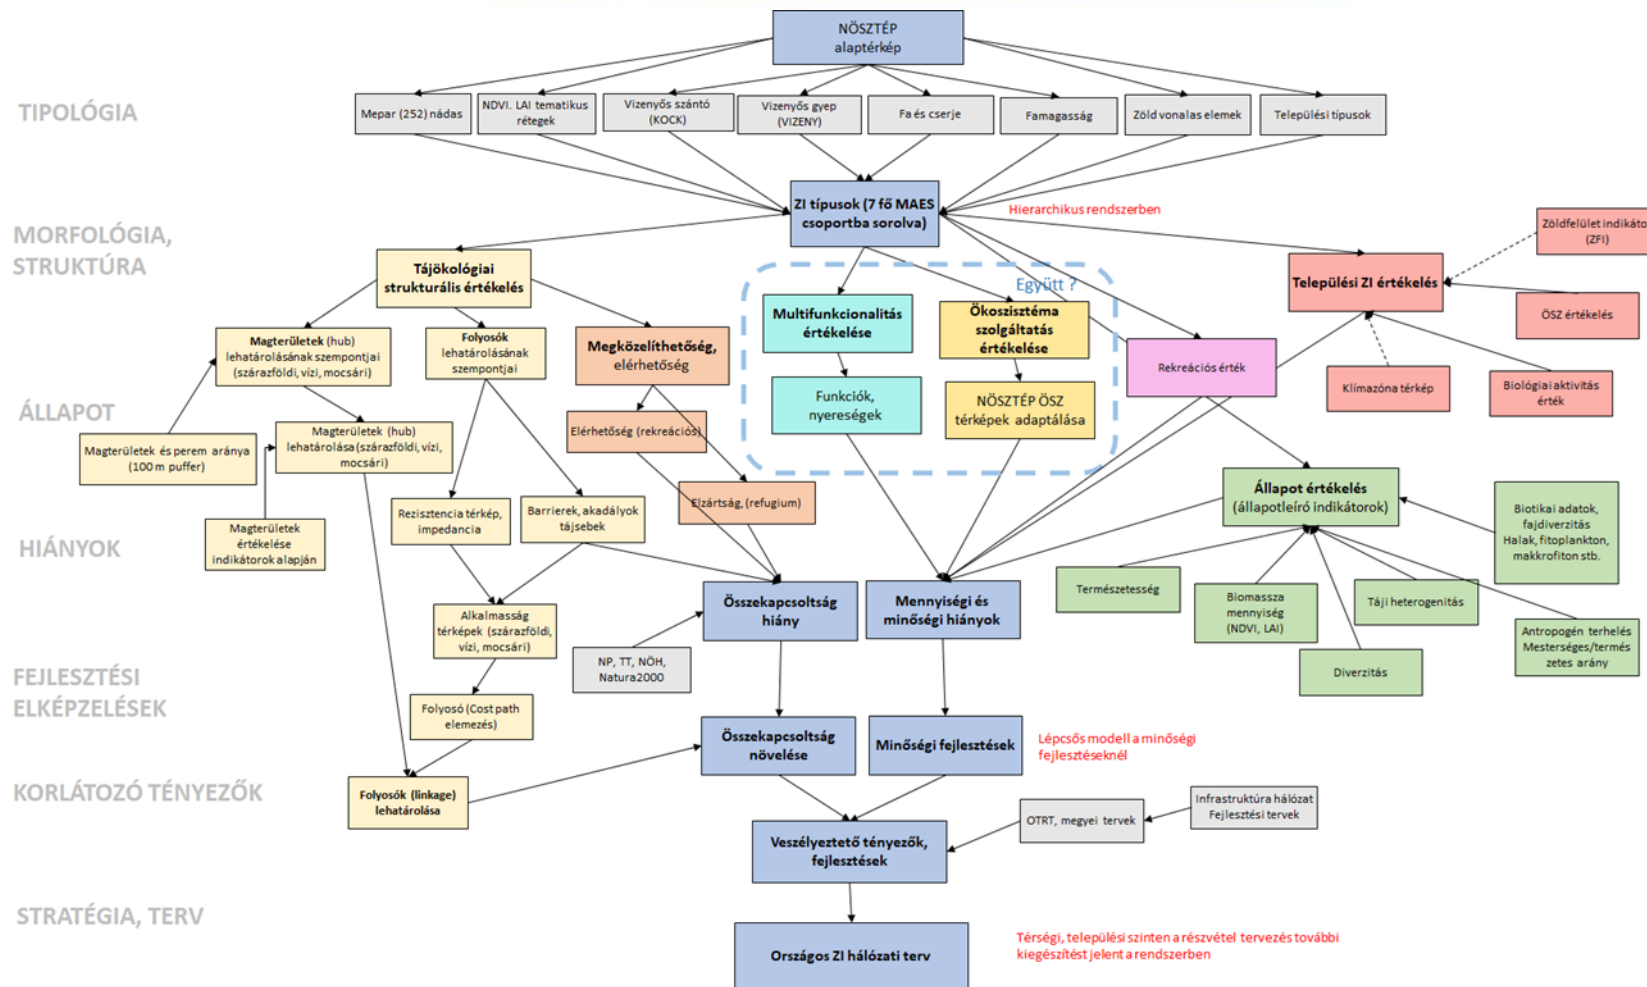 NÖSZTÉP
alaptérkép
TIPOLÓGIA
Mepar (252) nádas
NDVI. LAI tematikus
rétegek
Vizenyős szántó
(KOCK)
Vizenyős gyep
(VIZENY)
Fa és cserje
Famagasság
Zöld vonalas elemek
Települési típusok
ZI típusok (7 fő MAES
csoportba sorolva)
Hierarchikus rendszerben
MORFOLÓGIA,
STRUKTÚRA
Zöldfelület indikáto
(ZFI)
Tájökológiai
strukturális értékelés
Települési ZI értékelés
Együtt ?
Multifunkcionalitás
értékelése
Ökoszisztéma
szolgáltatás
értékelése
ÖSZ értékelés
Magterületek (hub)
lehatárolásának szempontjai
(szárazföldi, vízi, mocsári)
Folyosók
lehatárolásának
szempontjai
Megközelíthetőség,
elérhetőség
Rekreációs érték
Klímazóna térkép
Biológiai aktivitás
érték
ÁLLAPOT
Funkciók,
nyereségek
NÖSZTÉP ÖSZ
térképek adaptálása
Elérhetőség (rekreációs)
Magterületek és perem aránya
(100 m puffer)
Magterületek (hub)
lehatárolása (szárazföldi, vízi,
mocsári)
Elzártság, (refugium)
Állapot értékelés
(állapotleíró indikátorok)
Biotikai adatok,
fajdiverzitás
Halak, fitoplankton,
makkrofiton stb.
Rezisztencia térkép,
impedancia
Barrierek, akadályok
tájsebek
HIÁNYOK
Magterületek
értékelése
indikátorok alapján
Összekapcsoltság
hiány
Mennyiségi és
minőségi hiányok
Természetesség
Biomassza
mennyiség
(NDVI, LAI)
Táji heterogenitás
Alkalmasság
térképek (szárazföldi,
vízi, mocsári)
NP, TT, NÖH,
Natura2000
Diverzitás
Antropogén terhelés
Mesterséges/termés
zetes arány
FEJLESZTÉSI
ELKÉPZELÉSEK
Folyosó (Cost path
elemezés)
Összekapcsoltság
növelése
Minőségi fejlesztések
Lépcsős modell a minőségi
fejlesztéseknél
KORLÁTOZÓ TÉNYEZŐK
Folyosók (linkage)
lehatárolása
OTRT, megyei tervek
Infrastruktúra hálózat
Fejlesztési tervek
Veszélyeztető tényezők,
fejlesztések
STRATÉGIA, TERV
Országos ZI hálózati terv
Térségi, települési szinten a részvétel tervezés további
kiegészítést jelent a rendszerben